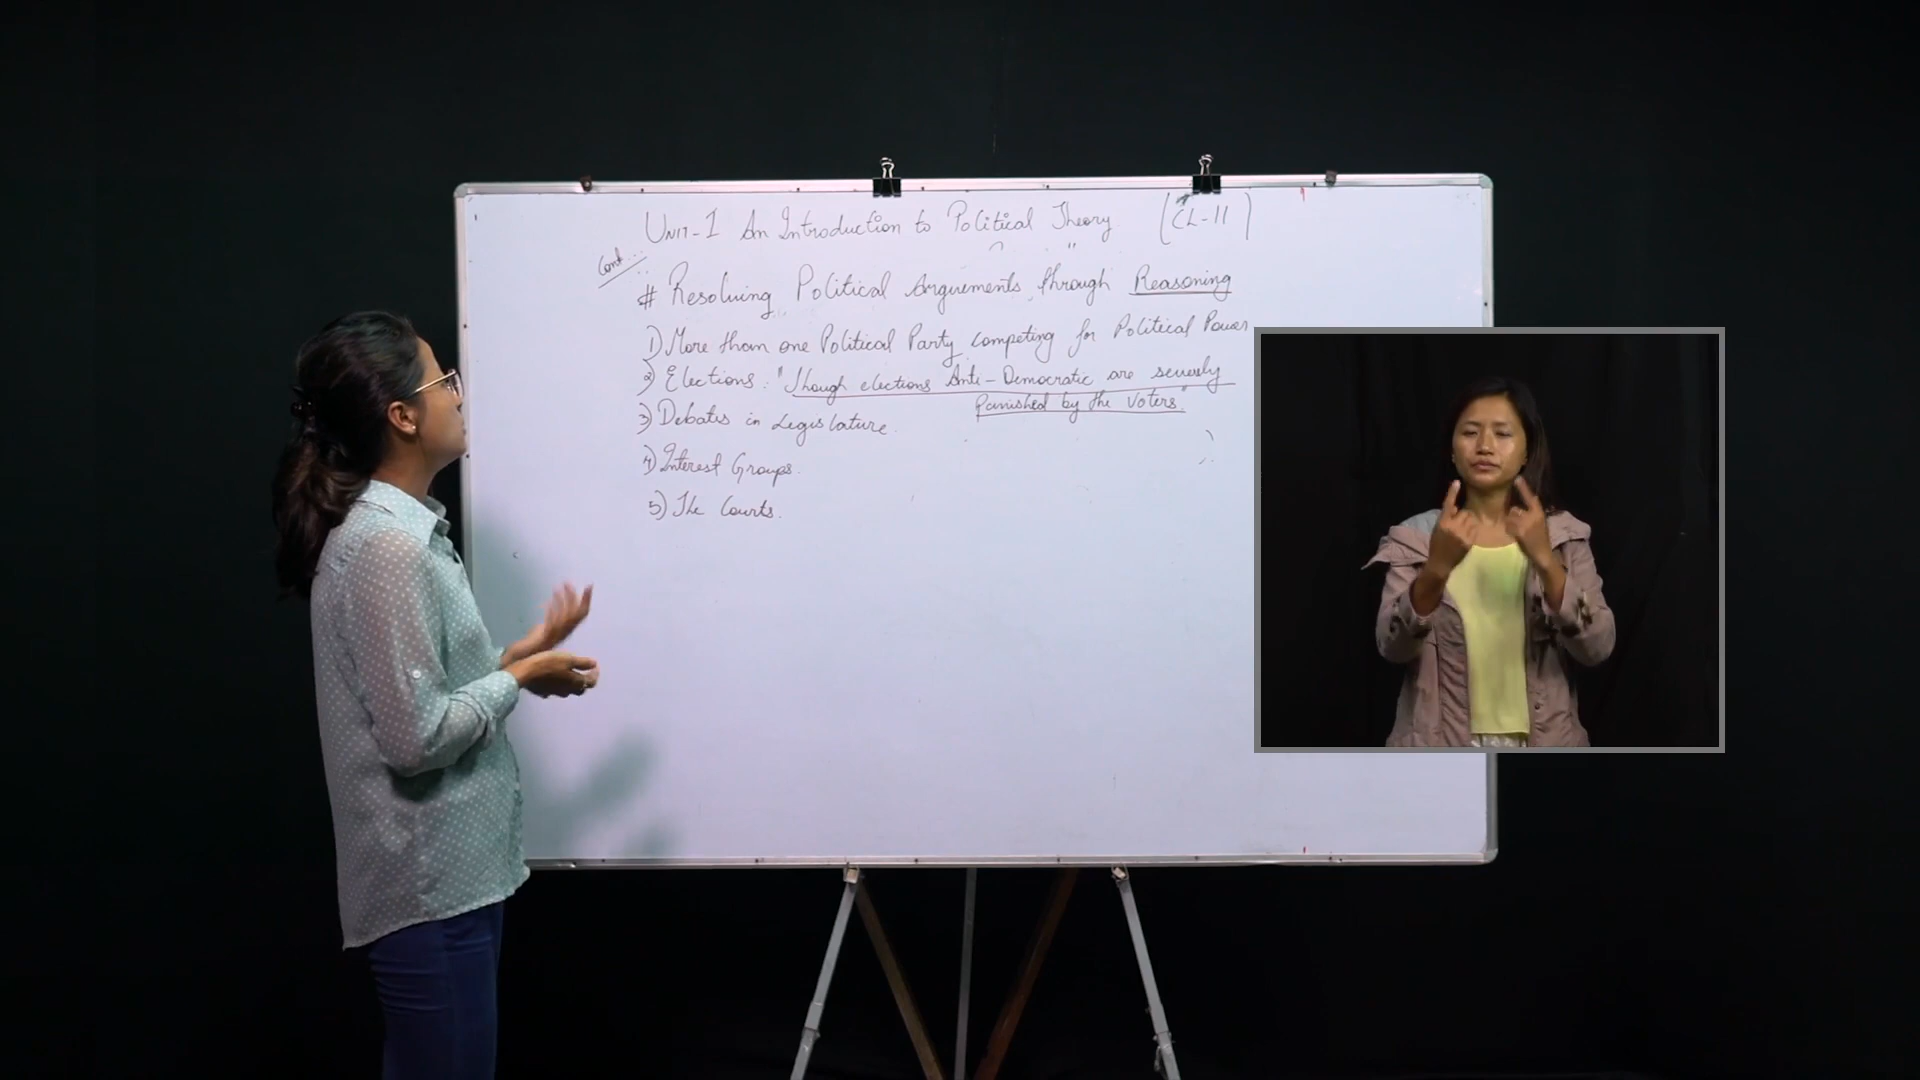 Unit-1 An Introduction to Political Theory (CL-11)
Cont...
# Resolving Political Arguements through Reasoning
1) More than one Political Party competing for Political Power
2) Elections: "Though elections Anti-Democratic are severely
Punished by the Voters."
3) Debates in Legislature.
4) Interest Groups.
5) The Courts.